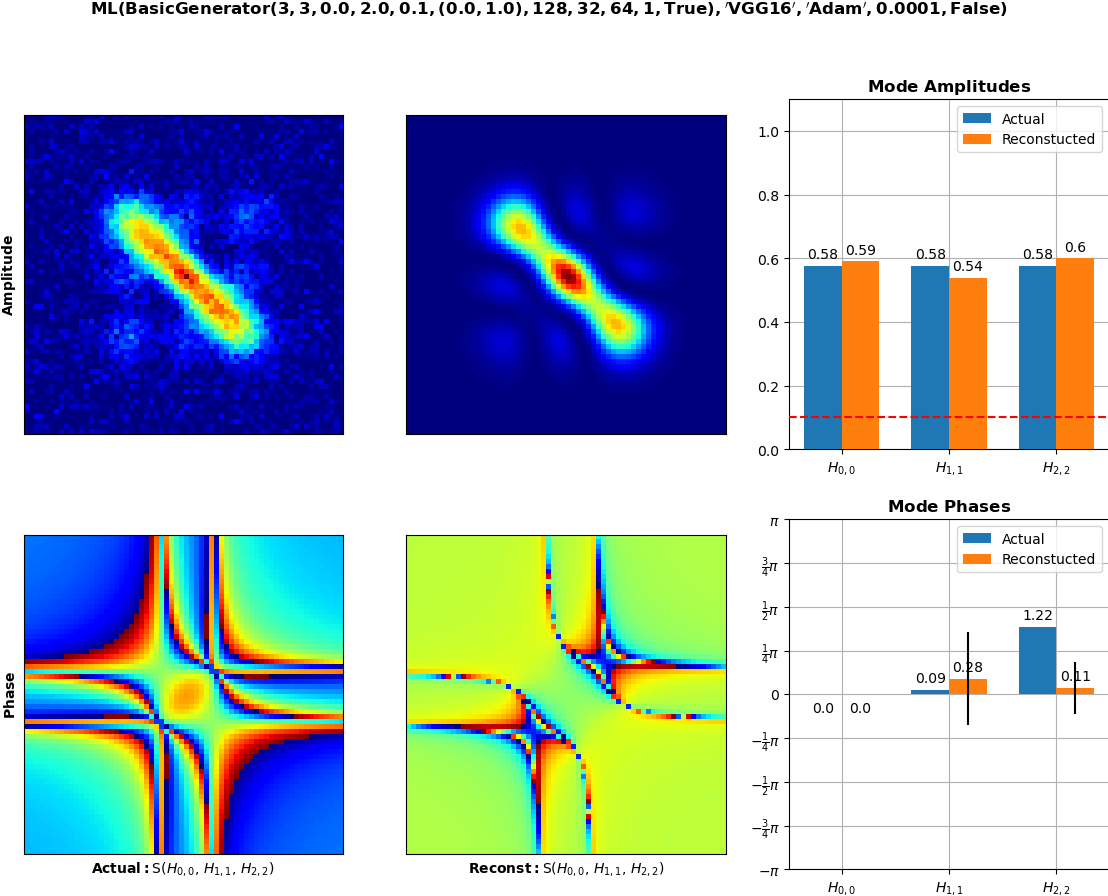 ML(BasicGenerator(3, 3, 0.0, 2.0, 0.1, (0.0, 1.0), 128, 32, 64, 1, True), ′VGG16′, ′Adam′, 0.0001, False)
Amplitude
Mode Amplitudes
Actual
Reconstucted
1.0
0.8
0.6
0.4
0.2
0.0
0.58
0.59
0.58
0.54
0.58
0.6
H0,0
H1,1
H2,2
Phase
Actual: S(H0,0, H1,1, H2,2)
Reconst: S(H0,0, H1,1, H2,2)
Mode Phases
Actual
Reconstucted
π
3/4π
1/2π
1/4π
0
−1/4π
−1/2π
−3/4π
−π
0.0
0.0
0.09
0.28
1.22
0.11
H0,0
H1,1
H2,2